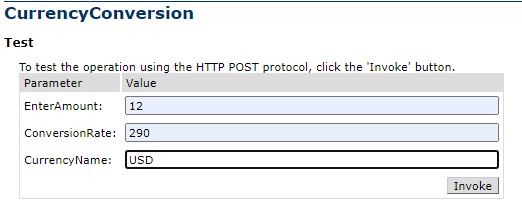 CurrencyConversion
Test
To test the operation using the HTTP POST protocol, click the 'Invoke' button.
Parameter Value
EnterAmount: 12
ConversionRate: 290
CurrencyName: USD
Invoke